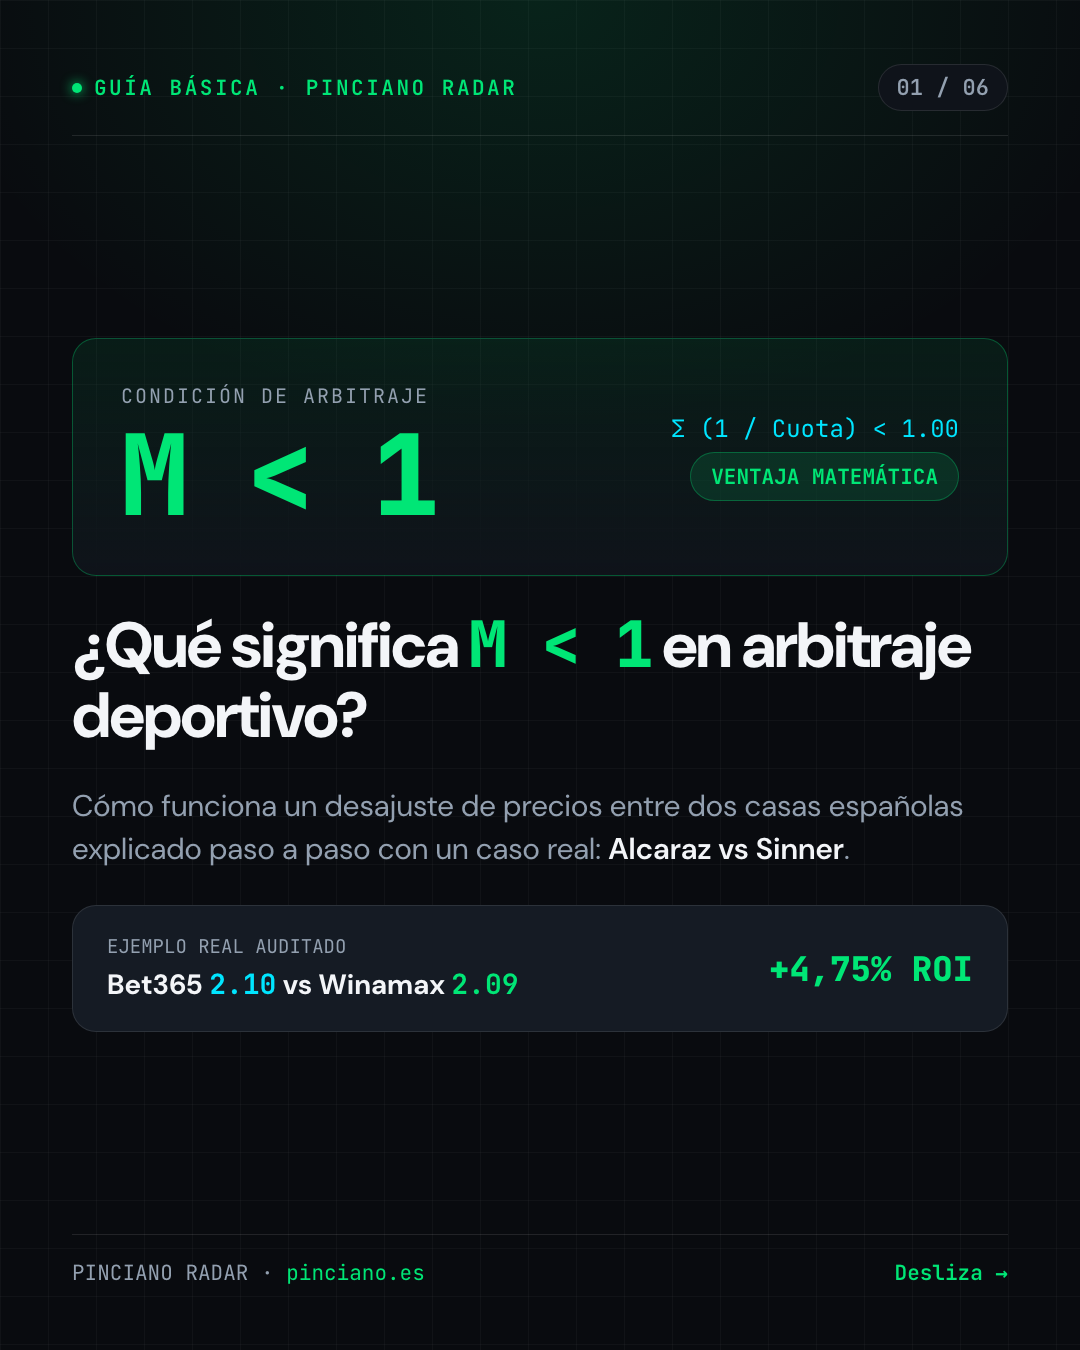 GUÍA BÁSICA · PINCIANO RADAR
01 / 06
CONDICIÓN DE ARBITRAJE
M < 1
Σ (1 / Cuota) < 1.00
VENTAJA MATEMÁTICA
¿Qué significa M < 1 en arbitraje
deportivo?
Cómo funciona un desajuste de precios entre dos casas españolas
explicado paso a paso con un caso real: Alcaraz vs Sinner.
EJEMPLO REAL AUDITADO
Bet365 2.10 vs Winamax 2.09
+4,75% ROI
PINCIANO RADAR · pinciano.es
Desliza →